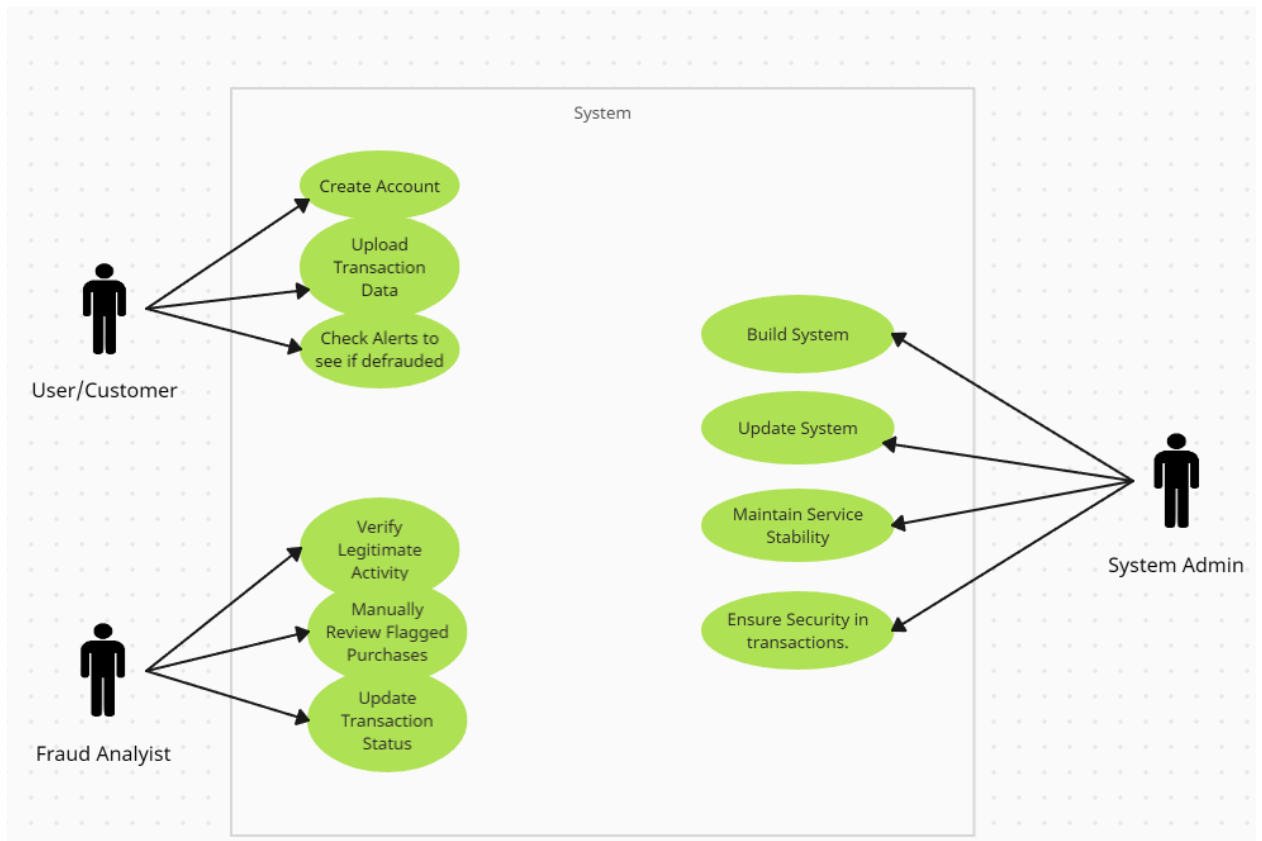 System
Create Account
Upload
Transaction
Data
Check Alerts to
see if defrauded
User/Customer
Verify
Legitimate
Activity
Manually
Review Flagged
Purchases
Update
Transaction
Status
Fraud Analyist
Build System
Update System
Maintain Service
Stability
Ensure Security in
transactions.
System Admin